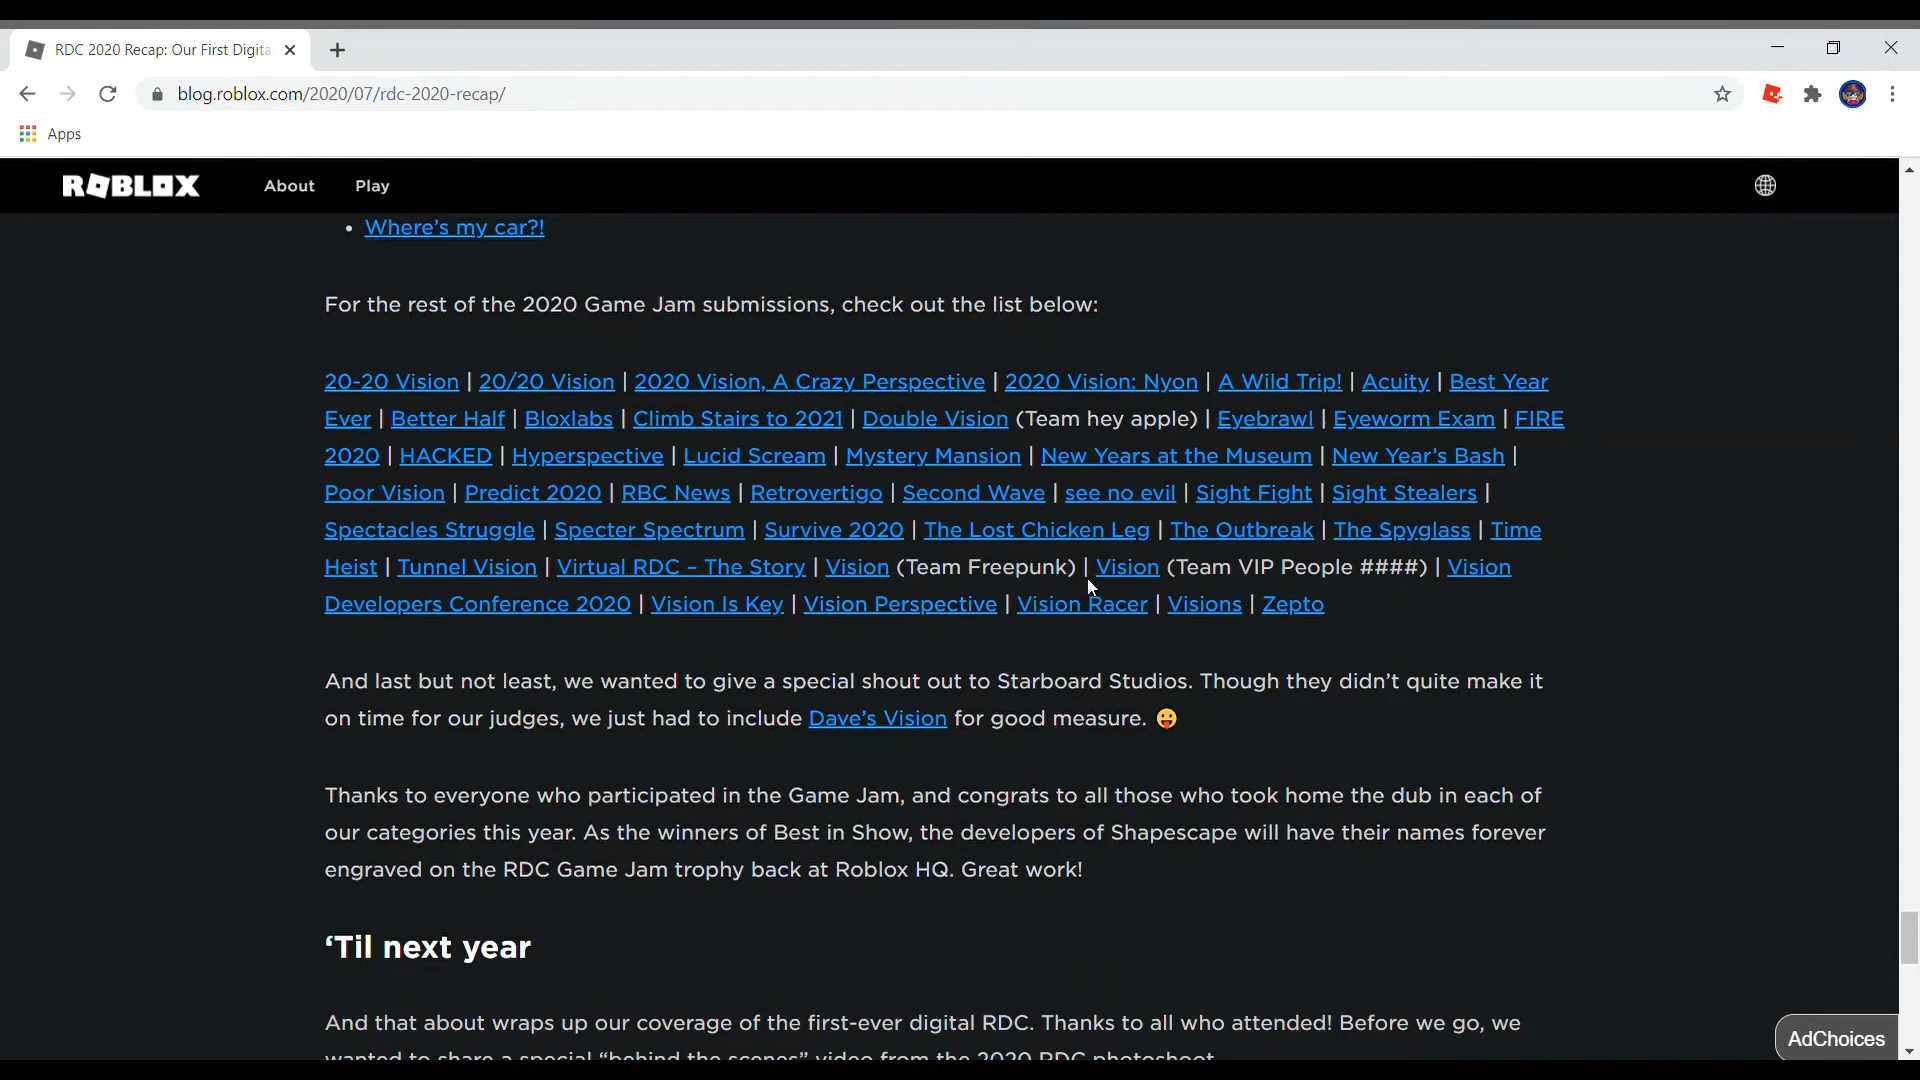 RDC 2020 Recap: Our First Digita
blog.roblox.com/2020/07/rdc-2020-recap/
Apps
ROBLOX About Play
• Where's my car?!
For the rest of the 2020 Game Jam submissions, check out the list below:
20-20 Vision | 20/20 Vision | 2020 Vision, A Crazy Perspective | 2020 Vision: Nyon | A Wild Trip! | Acuity | Best Year
Ever | Better Half | Bloxlabs | Climb Stairs to 2021 | Double Vision (Team hey apple) | Eyebrawl | Eyeworm Exam | FIRE
2020 | HACKED | Hyperspective | Lucid Scream | Mystery Mansion | New Years at the Museum | New Year's Bash |
Poor Vision | Predict 2020 | RBC News | Retrovertigo | Second Wave | see no evil | Sight Fight | Sight Stealers |
Spectacles Struggle | Specter Spectrum | Survive 2020 | The Lost Chicken Leg | The Outbreak | The Spyglass | Time
Heist | Tunnel Vision | Virtual RDC – The Story | Vision (Team Freepunk) | Vision (Team VIP People ####) | Vision
Developers Conference 2020 | Vision Is Key | Vision Perspective | Vision Racer | Visions | Zepto
And last but not least, we wanted to give a special shout out to Starboard Studios. Though they didn't quite make it
on time for our judges, we just had to include Dave's Vision for good measure. 😛
Thanks to everyone who participated in the Game Jam, and congrats to all those who took home the dub in each of
our categories this year. As the winners of Best in Show, the developers of Shapescape will have their names forever
engraved on the RDC Game Jam trophy back at Roblox HQ. Great work!
'Til next year
And that about wraps up our coverage of the first-ever digital RDC. Thanks to all who attended! Before we go, we
wanted to share a special "behind the scenes" video from the 2020 RDC photoshoot
AdChoices